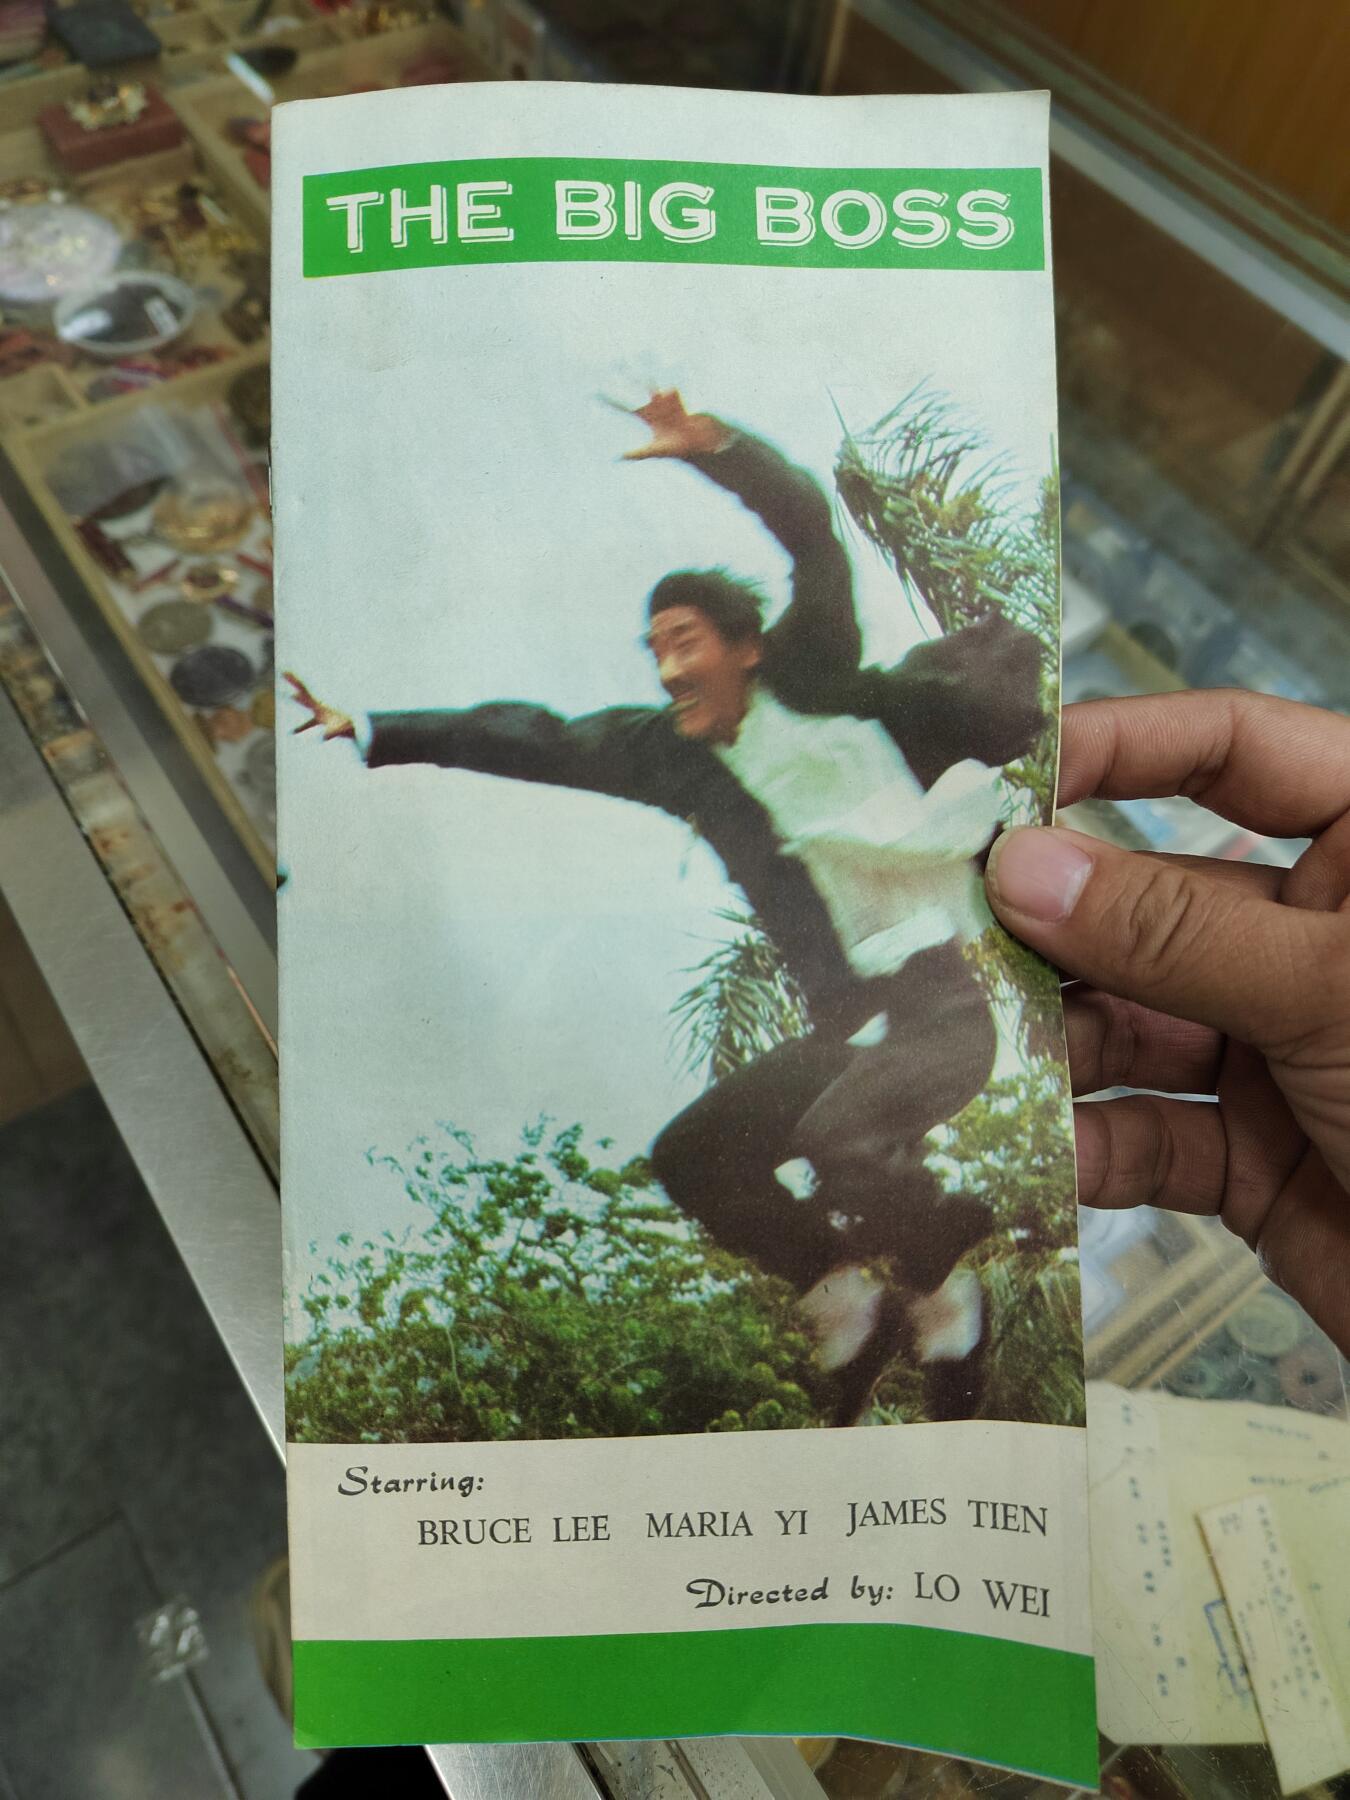 THE BIG BOSS
Starring:
BRUCE LEE MARIA YI JAMES TIEN
Directed by: LO WEI